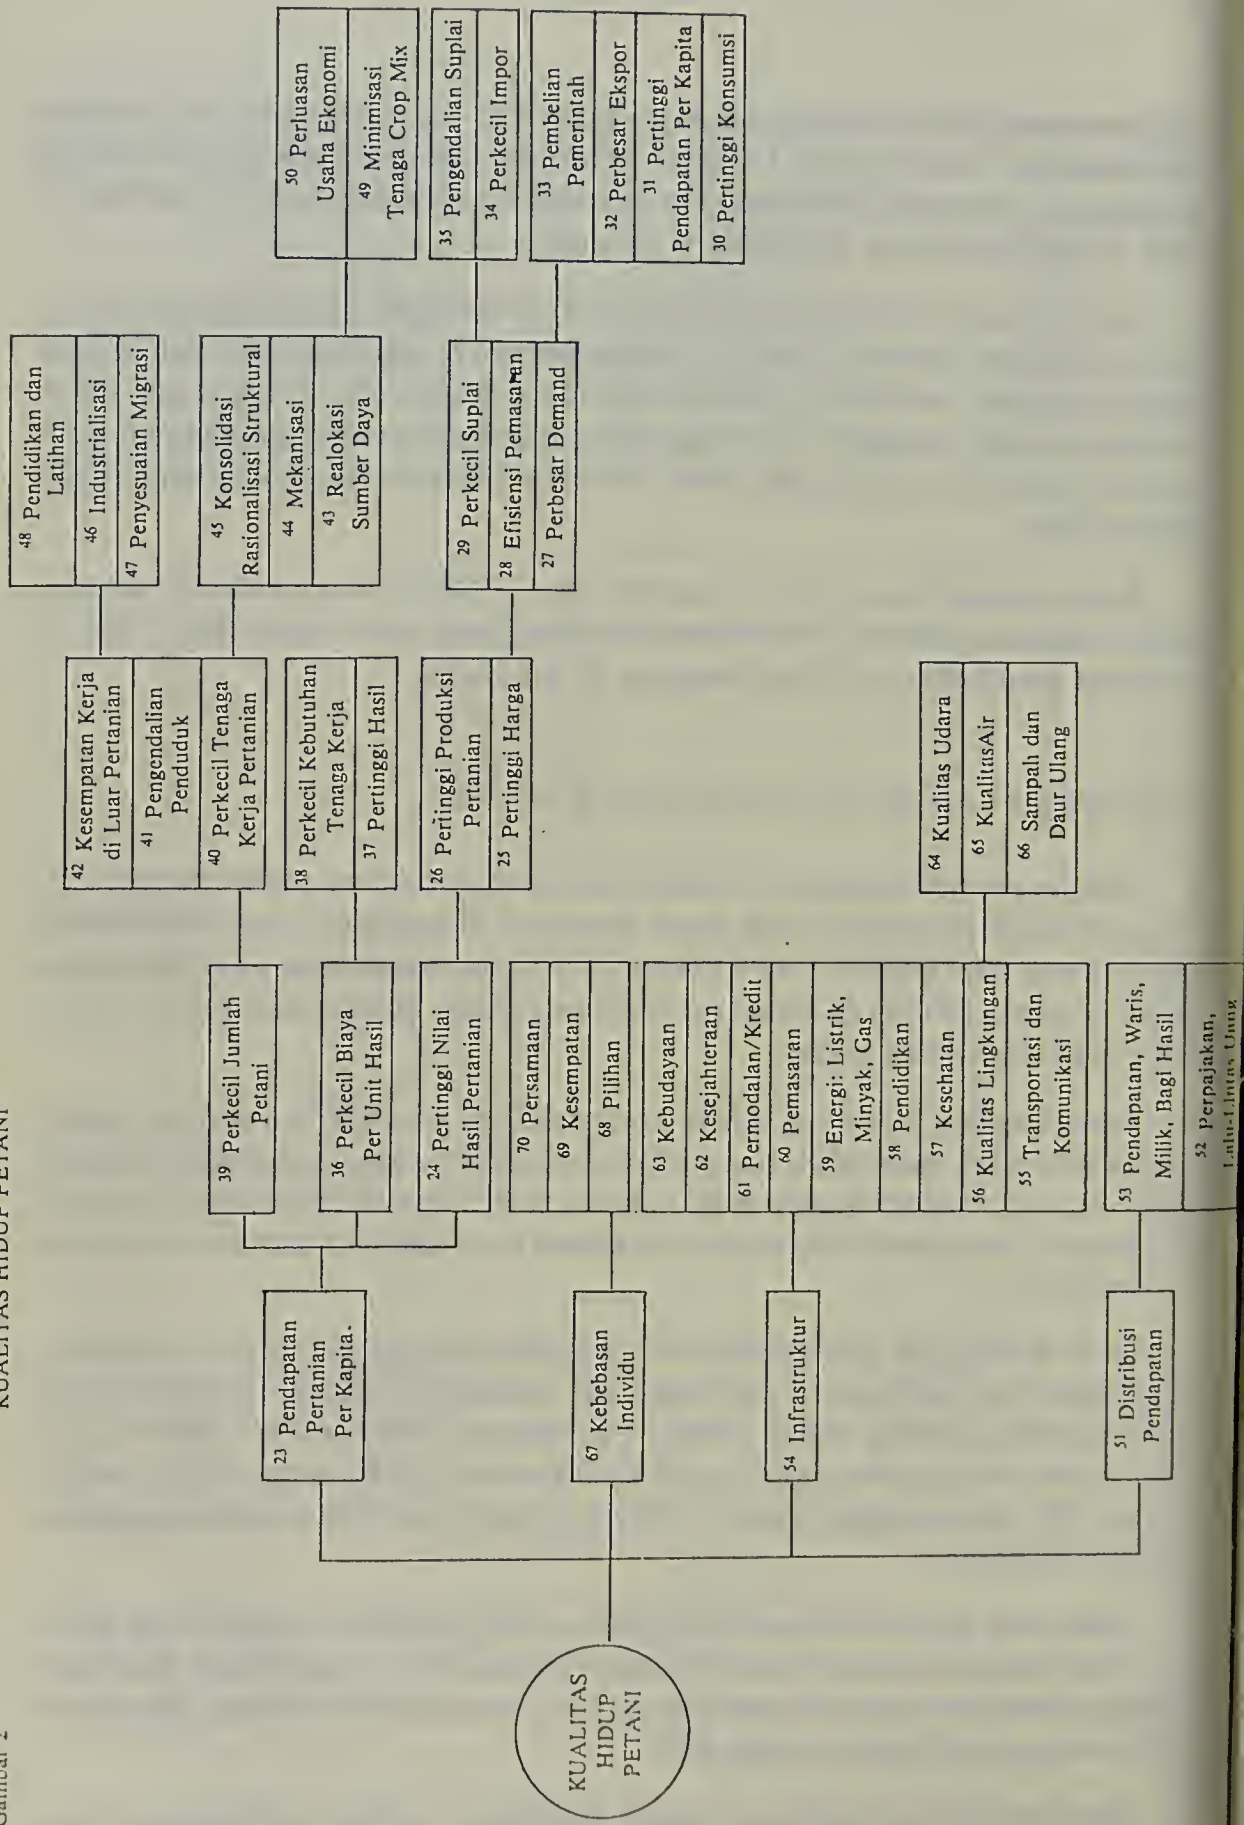 Gambar 2
KUALITAS HIDUP PETANI
KUALITAS
HIDUP
PETANI
23 Pendapatan
Pertanian
Per Kapita.
67 Kebebasan
Individu
54 Infrastruktur
51 Distribusi
Pendapatan
39 Perkecil Jumlah
Petani
36 Perkecil Biaya
Per Unit Hasil
24 Pertinggi Nilai
Hasil Pertanian
70 Persamaan
69 Kesempatan
68 Pilihan
63 Kebudayaan
62 Kesejahteraan
61 Permodalan/Kredit
60 Pemasaran
59 Energi: Listrik,
Minyak, Gas
58 Pendidikan
57 Kesehatan
56 Kualitas Lingkungan
55 Transportasi dan
Komunikasi
53 Pendapatan, Waris,
Milik, Bagi Hasil
52 Perpajakan,
Lalu-Lintas Uang
42 Kesempatan Kerja
di Luar Pertanian
41 Pengendalian
Penduduk
40 Perkecil Tenaga
Kerja Pertanian
38 Perkecil Kebutuhan
Tenaga Kerja
37 Pertinggi Hasil
26 Pertinggi Produksi
Pertanian
25 Pertinggi Harga
64 Kualitas Udara
65 KualitasAir
66 Sampah dan
Daur Ulang
48 Pendidikan dan
Latihan
46 Industrialisasi
47 Penyesuaian Migrasi
45 Konsolidasi
Rasionalisasi Struktural
44 Mekanisasi
43 Realokasi
Sumber Daya
29 Perkecil Suplai
28 Efisiensi Pemasaran
27 Perbesar Demand
50 Perluasan
Usaha Ekonomi
49 Minimisasi
Tenaga Crop Mix
35 Pengendalian Suplai
34 Perkecil Impor
33 Pembelian
Pemerintah
32 Perbesar Ekspor
31 Pertinggi
Pendapatan Per Kapita
30 Pertinggi Konsumsi